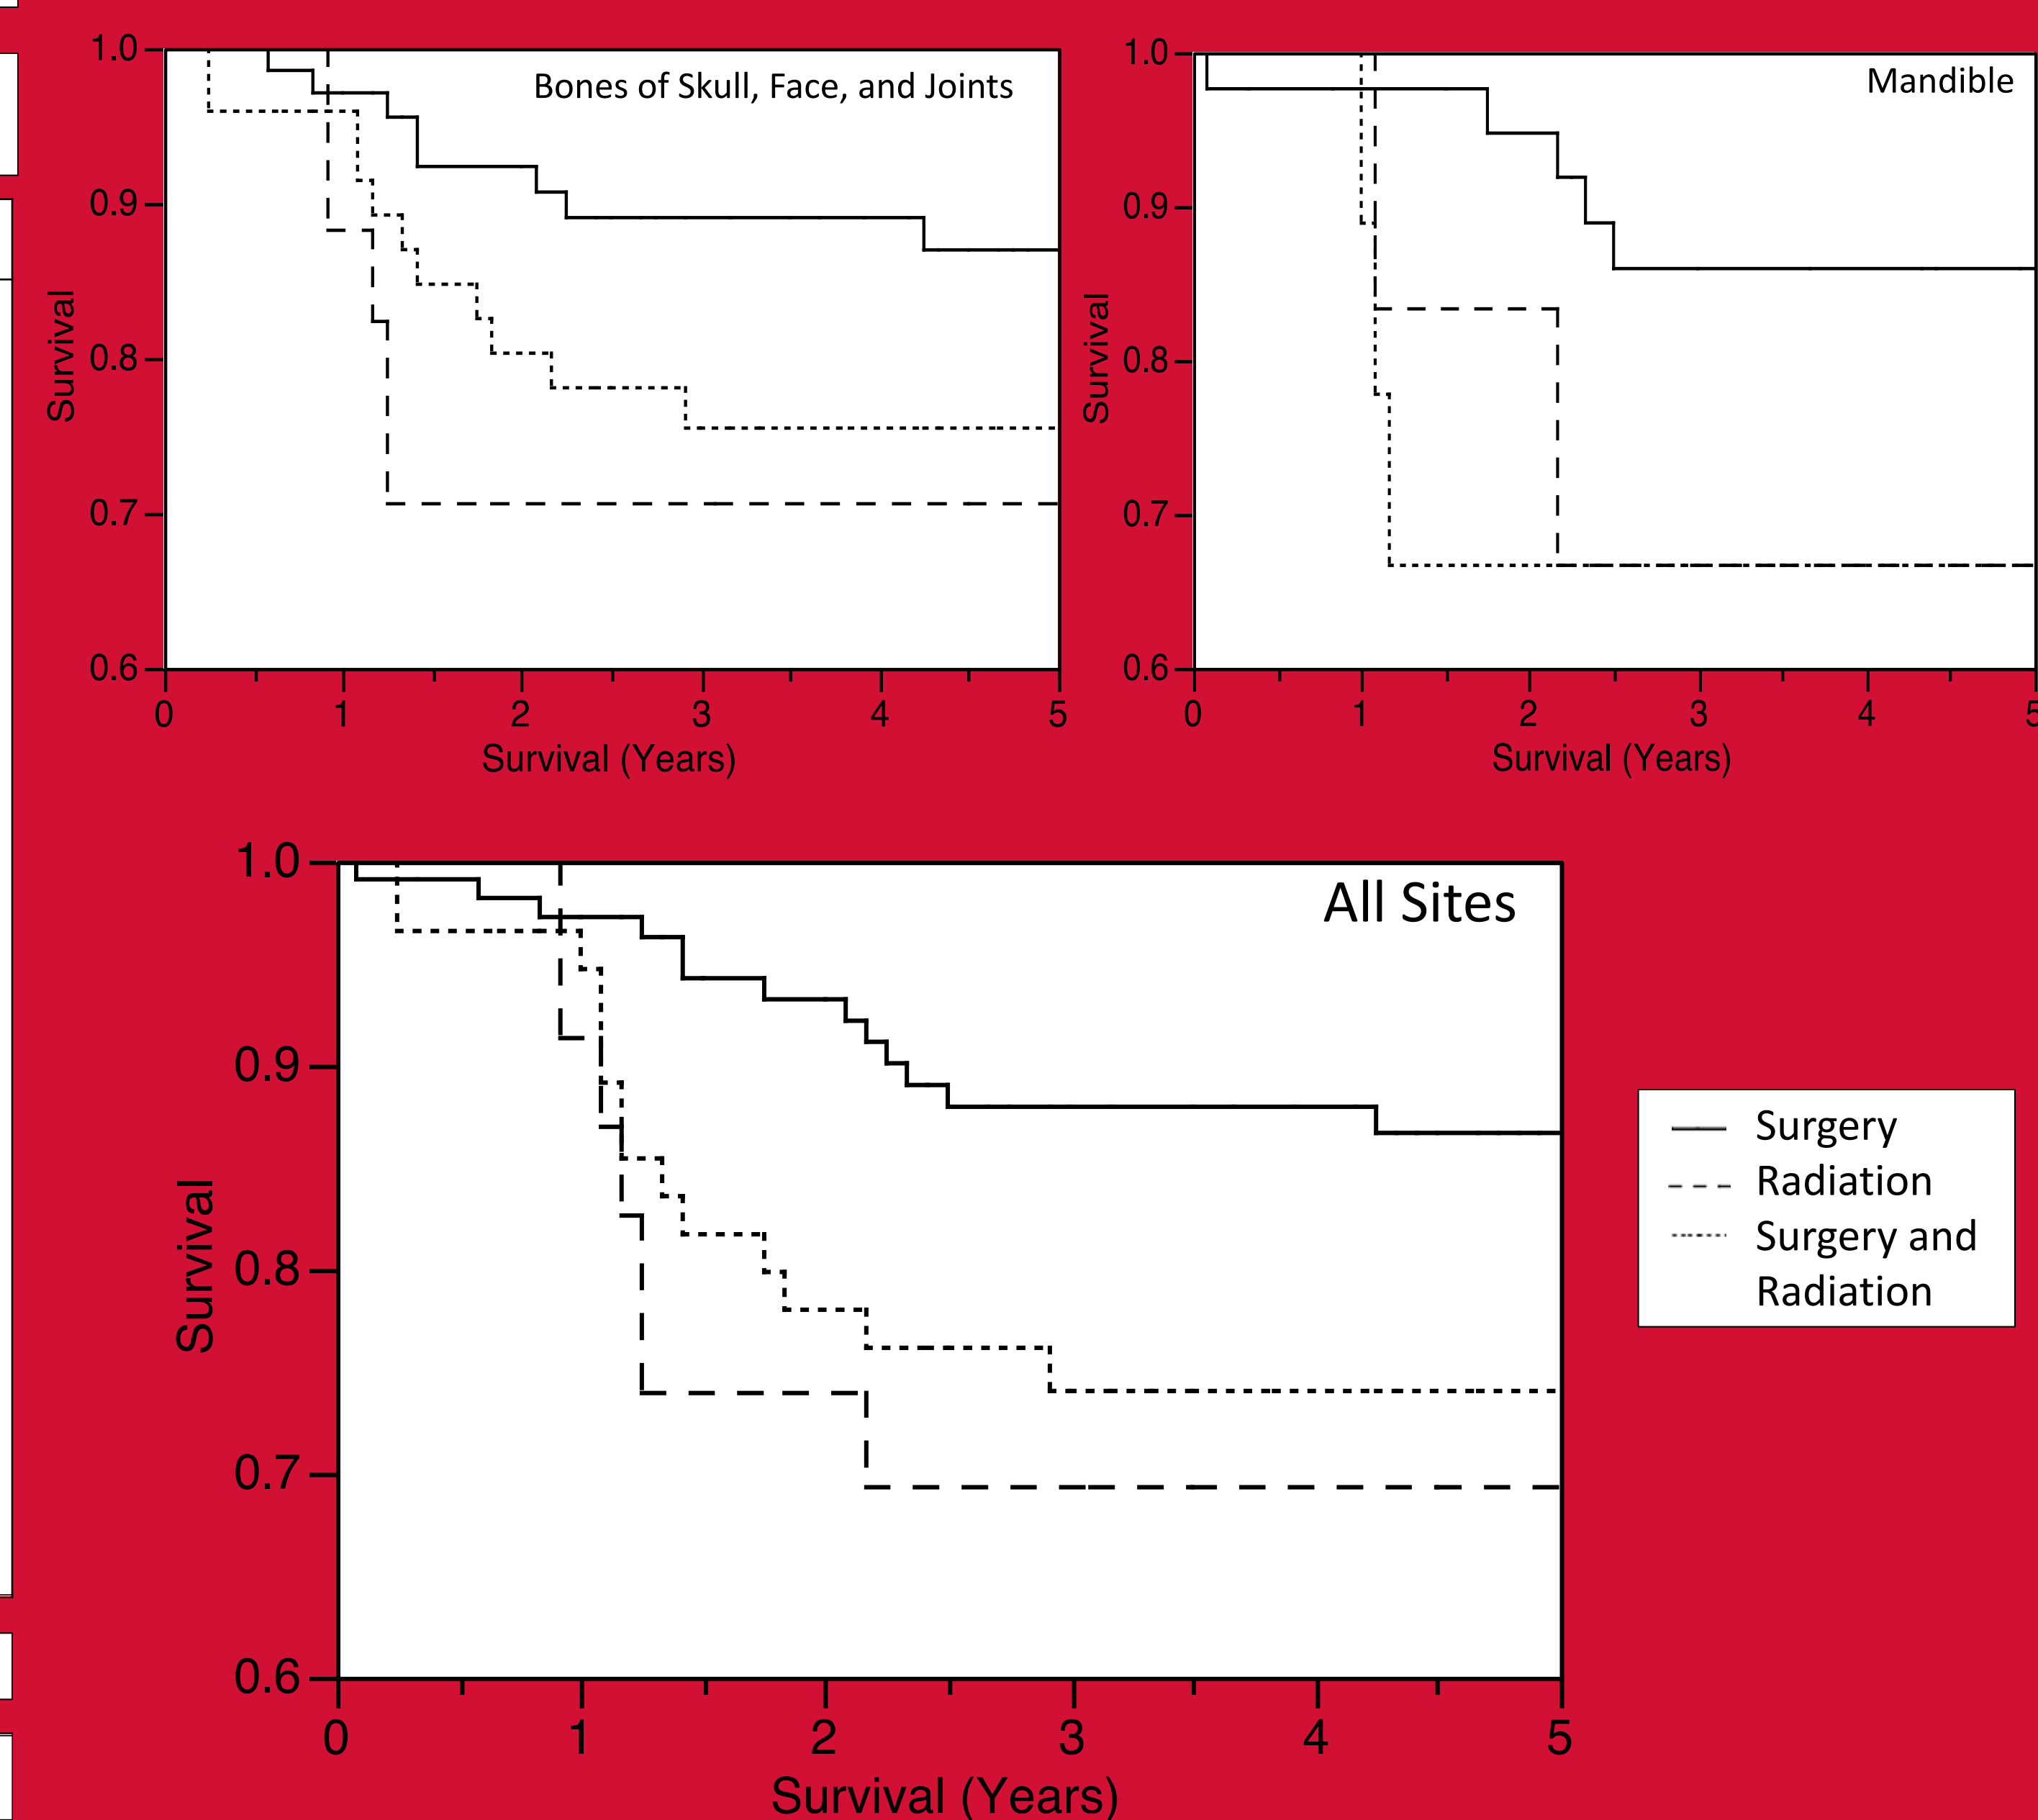 Bones of Skull, Face, and Joints
1.0
0.9
0.8
0.7
0.6
Survival
0 1 2 3 4 5
Survival (Years)
Mandible
1.0
0.9
0.8
0.7
0.6
Survival
0 1 2 3 4 5
Survival (Years)
All Sites
1.0
0.9
0.8
0.7
0.6
Survival
0 1 2 3 4 5
Survival (Years)
Surgery
Radiation
Surgery and
Radiation